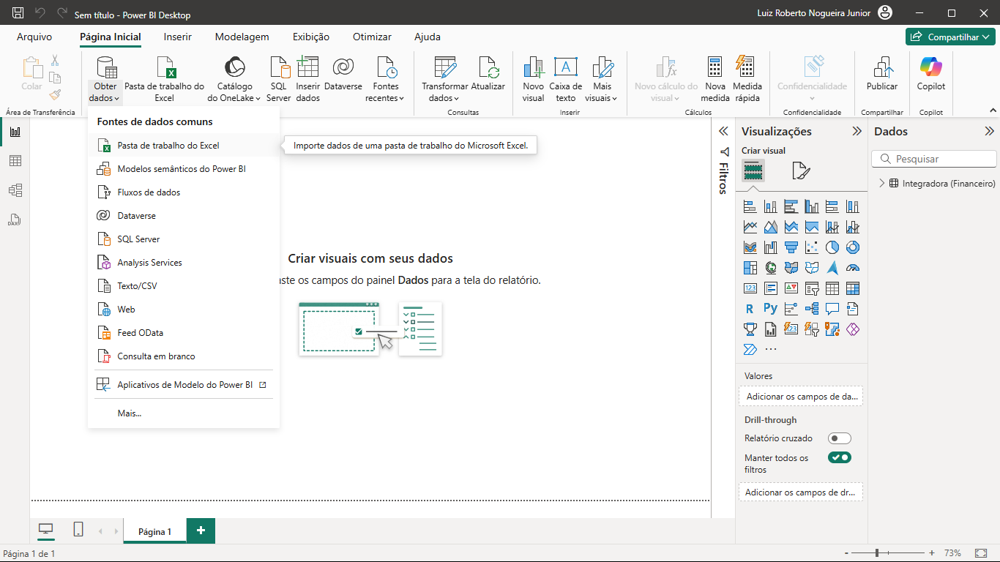 Sem título - Power BI Desktop
Luiz Roberto Nogueira Junior
Arquivo
Página Inicial
Inserir
Modelagem
Exibição
Otimizar
Ajuda
Compartilhar
Colar
Obter
dados
Pasta de trabalho do
Excel
Catálogo
do OneLake
SQL
Server
Inserir
dados
Dataverse
Fontes
recentes
Transformar
dados
Atualizar
Novo
visual
Caixa de
texto
Mais
visuais
Novo cálculo do
visual
Nova
medida
Medida
rápida
Confidencialidade
Publicar
Copilot
Área de Transferência
Consultas
Inserir
Cálculos
Confidencialidade
Compartilhar
Copilot
Fontes de dados comuns
Pasta de trabalho do Excel
Modelos semânticos do Power BI
Fluxos de dados
Dataverse
SQL Server
Analysis Services
Texto/CSV
Web
Feed OData
Consulta em branco
Aplicativos de Modelo do Power BI
Mais...
Importe dados de uma pasta de trabalho do Microsoft Excel.
DAX
Criar visuais com seus dados
ste os campos do painel Dados para a tela do relatório.
Filtros
Visualizações
Criar visual
123
R
Py
123
Valores
Adicionar os campos de da...
Drill-through
Relatório cruzado
Manter todos os
filtros
Adicionar os campos de dr...
Dados
Pesquisar
Integradora (Financeiro)
Página 1
Página 1 de 1
73%